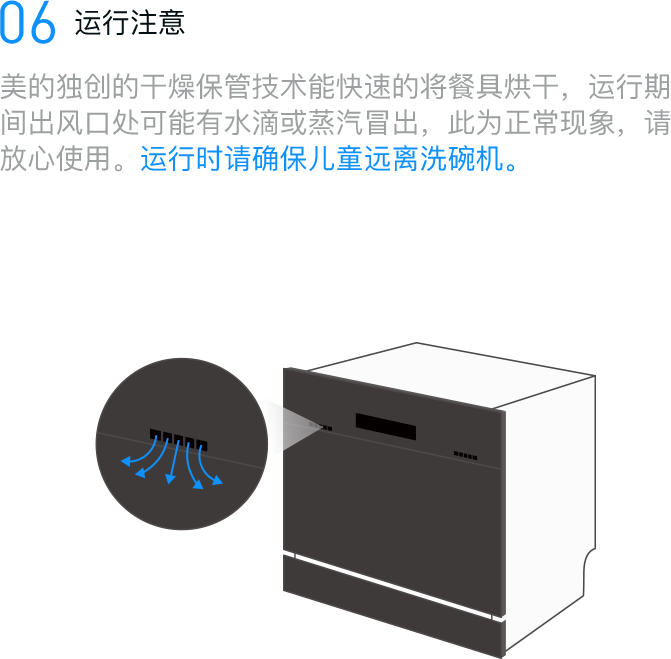 06 运行注意
美的独创的干燥保管技术能快速的将餐具烘干，运行期
间出风口处可能有水滴或蒸汽冒出，此为正常现象，请
放心使用。运行时请确保儿童远离洗碗机。